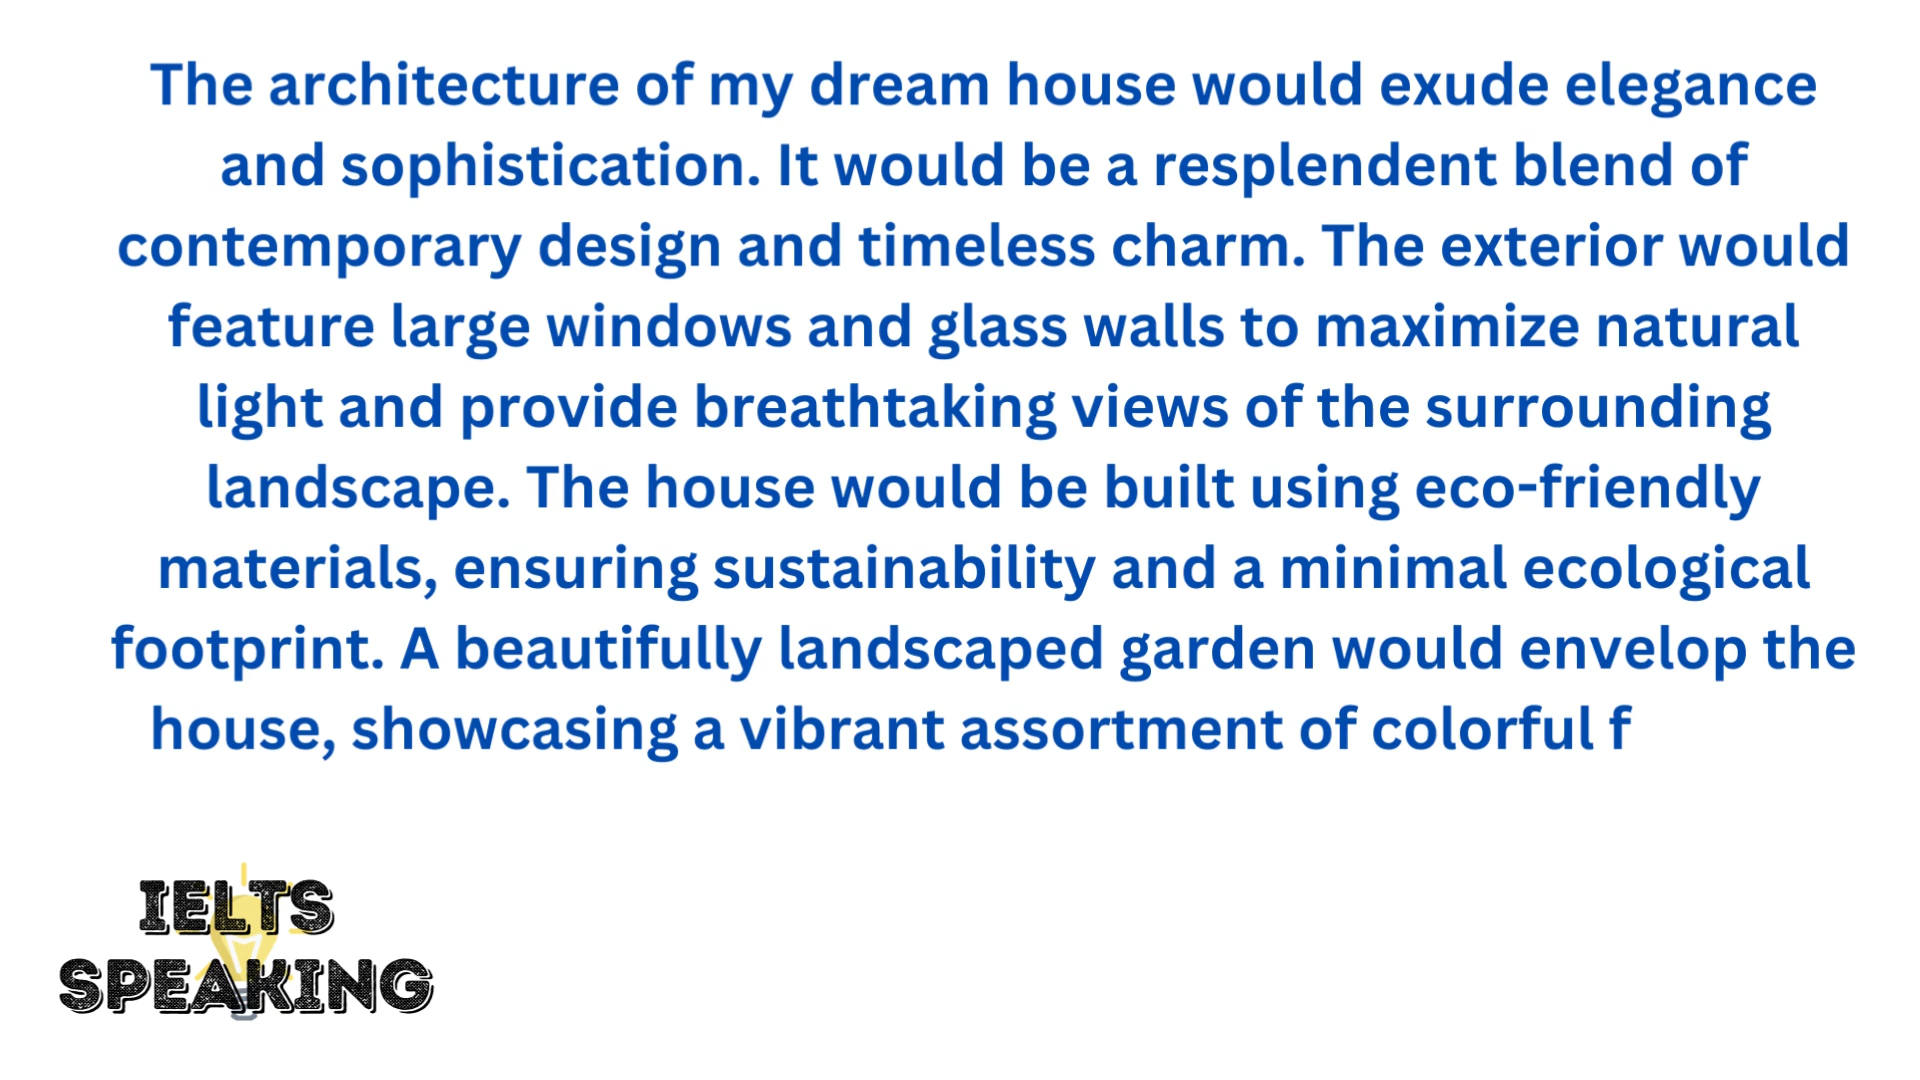 The architecture of my dream house would exude elegance
and sophistication. It would be a resplendent blend of
contemporary design and timeless charm. The exterior would
feature large windows and glass walls to maximize natural
light and provide breathtaking views of the surrounding
landscape. The house would be built using eco-friendly
materials, ensuring sustainability and a minimal ecological
footprint. A beautifully landscaped garden would envelop the
house, showcasing a vibrant assortment of colorful f
IELTS
SPEAKING